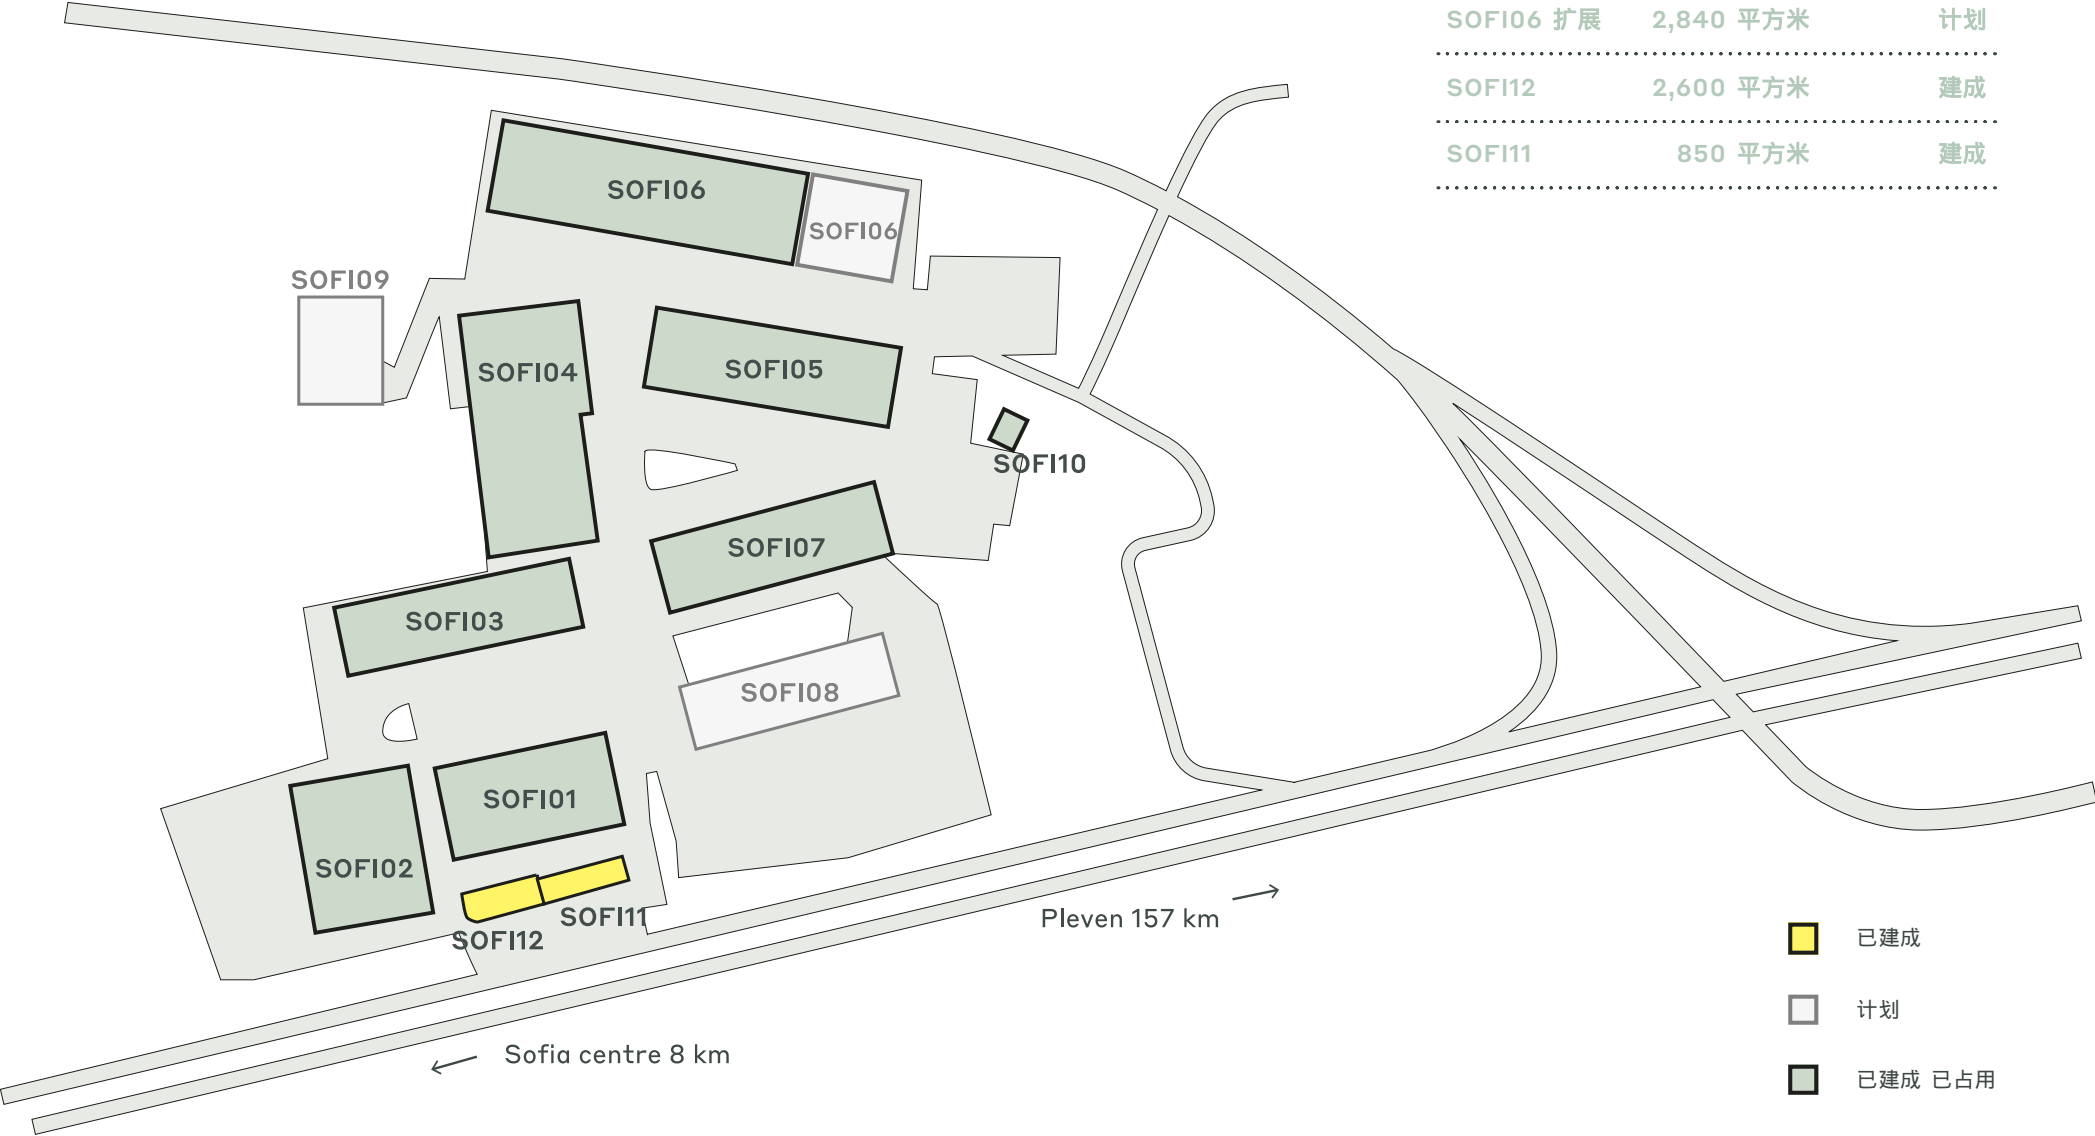 SOFI06 扩展 2,840 平方米 计划
SOFI12 2,600 平方米 建成
SOFI11 850 平方米 建成
SOFI06
SOFI06
SOFI09
SOFI04
SOFI05
SOFI10
SOFI07
SOFI03
SOFI08
SOFI01
SOFI02
SOFI11
SOFI12
Pleven 157 km
Sofia centre 8 km
已建成
计划
已建成 已占用